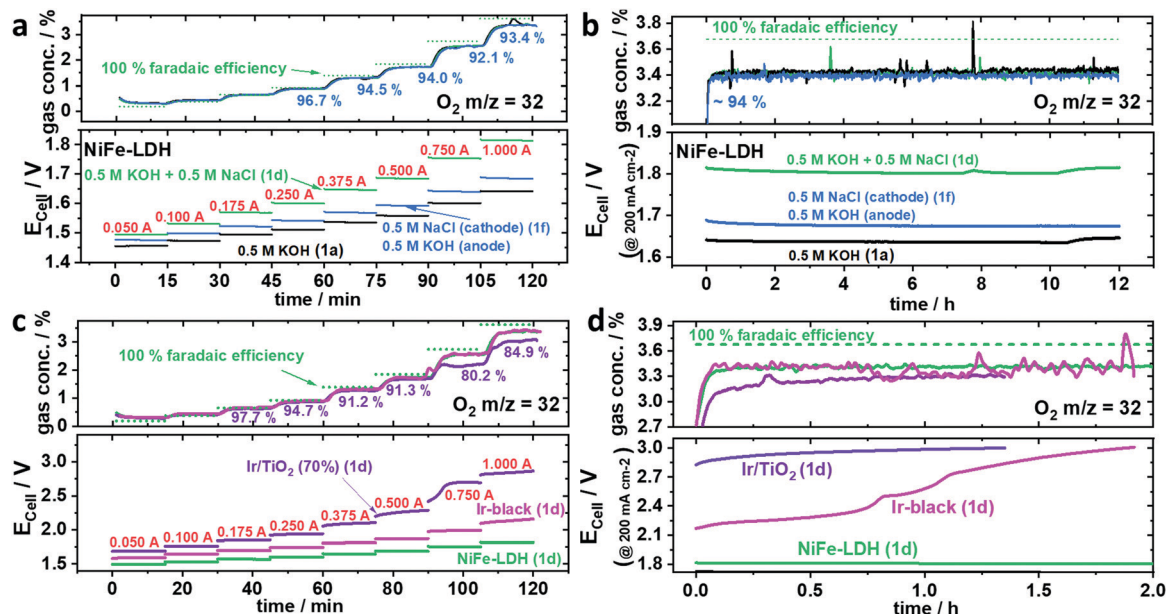 a
gas conc. / %
3
2
1
0
100 % faradaic efficiency
96.7 %
94.5 %
94.0 %
92.1 %
93.4 %
O2 m/z = 32
ECell / V
1.8
1.7
1.6
1.5
1.4
NiFe-LDH
0.5 M KOH + 0.5 M NaCl (1d)
0.050 A
0.100 A
0.175 A
0.250 A
0.375 A
0.500 A
0.750 A
1.000 A
0.5 M NaCl (cathode) (1f)
0.5 M KOH (anode)
0.5 M KOH (1a)
0 15 30 45 60 75 90 105 120
time / min
b
gas conc. / %
3.8
3.6
3.4
3.2
100 % faradaic efficiency
~ 94 %
O2 m/z = 32
ECell / V
(@ 200 mA cm-2)
1.9
1.8
1.7
1.6
NiFe-LDH
0.5 M KOH + 0.5 M NaCl (1d)
0.5 M NaCl (cathode) (1f)
0.5 M KOH (anode)
0.5 M KOH (1a)
0 2 4 6 8 10 12
time / h
c
gas conc. / %
3
2
1
0
100 % faradaic efficiency
97.7 %
94.7 %
91.2 %
91.3 %
80.2 %
84.9 %
O2 m/z = 32
ECell / V
3.0
2.5
2.0
1.5
Ir/TiO2 (70%) (1d)
0.050 A
0.100 A
0.175 A
0.250 A
0.375 A
0.500 A
0.750 A
1.000 A
Ir-black (1d)
NiFe-LDH (1d)
0 15 30 45 60 75 90 105 120
time / min
d
gas conc. / %
3.9
3.6
3.3
3.0
2.7
100 % faradaic efficiency
O2 m/z = 32
ECell / V
(@ 200 mA cm-2)
3.0
2.7
2.4
2.1
1.8
Ir/TiO2 (1d)
Ir-black (1d)
NiFe-LDH (1d)
0.0 0.5 1.0 1.5 2.0
time / h